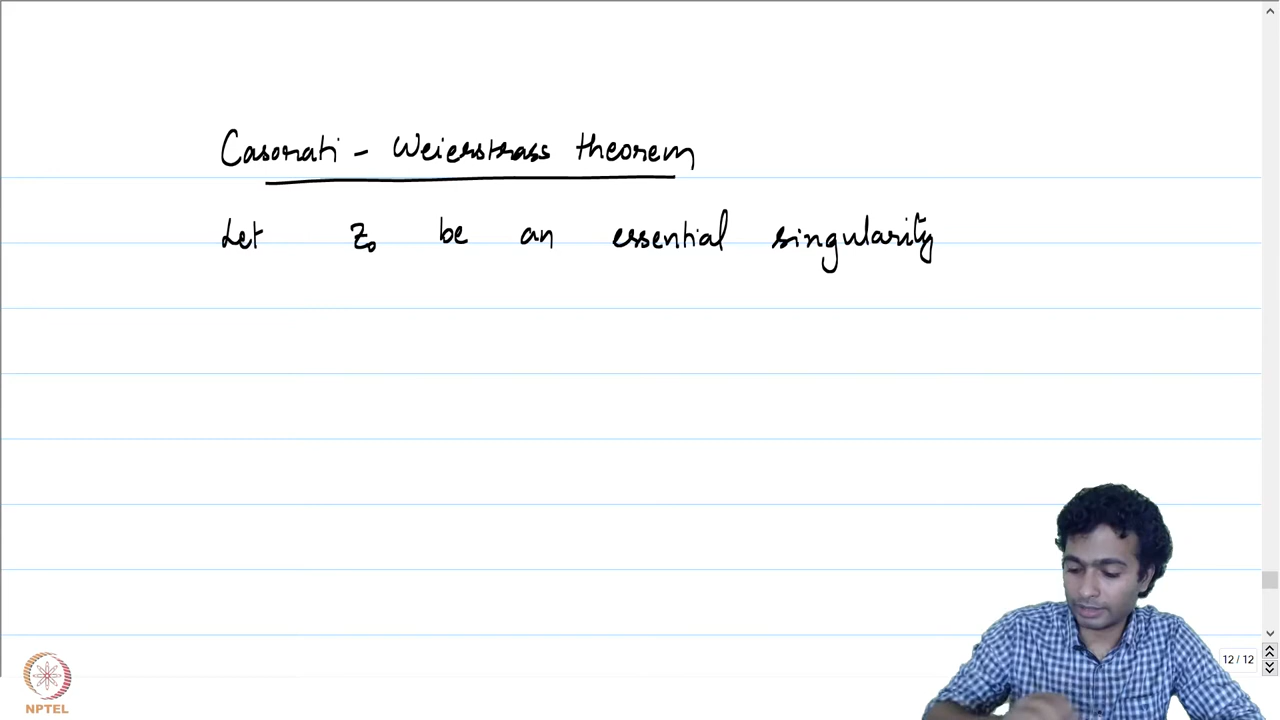 Casorati - Weierstrass theorem
Let z₀ be an essential singularity
12 / 12
NPTEL